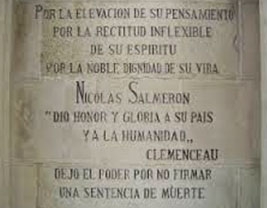 POR LA ELEVACION DE SU PENSAMIENTO
POR LA RECTITUD INFLEXIBLE
DE SU ESPIRITU
POR LA NOBLE DIGNIDAD DE SU VIDA
NICOLAS SALMERON
"DIO HONOR Y GLORIA A SU PAIS
Y A LA HUMANIDAD„
CLEMENCEAU
DEJO EL PODER POR NO FIRMAR
UNA SENTENCIA DE MUERTE